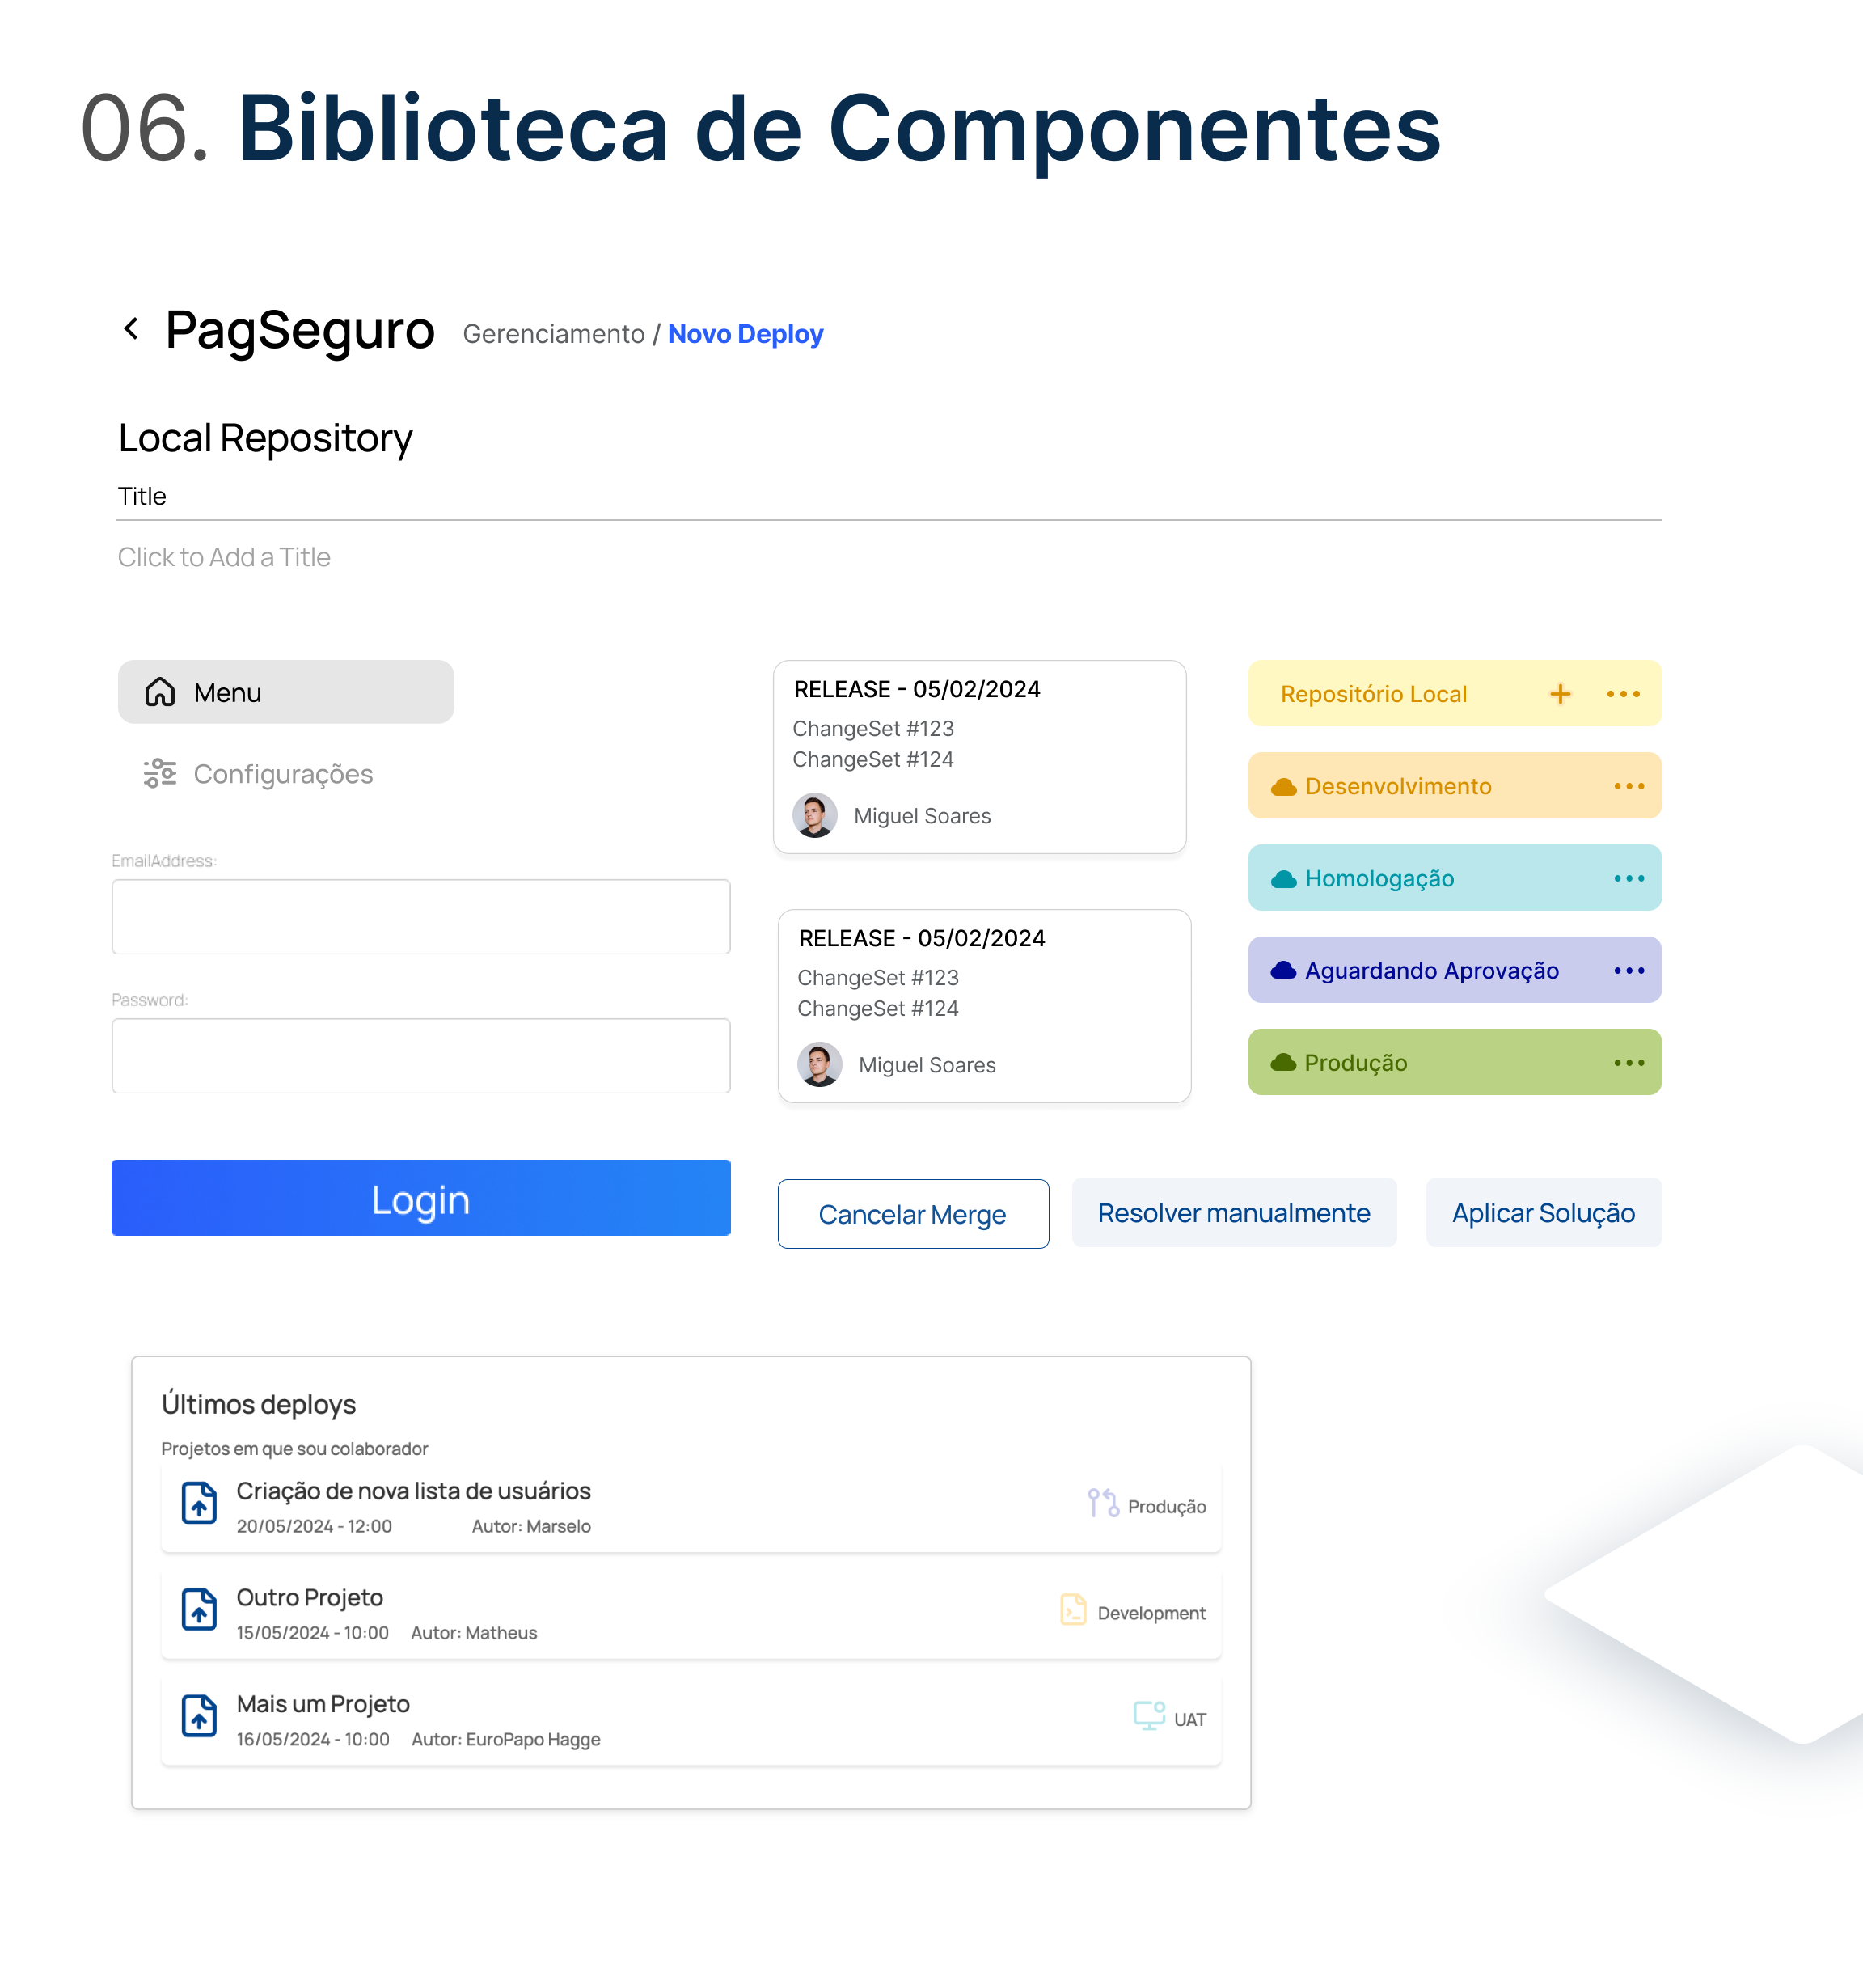 06. Biblioteca de Componentes
PagSeguro Gerenciamento / Novo Deploy
Local Repository
Title
Click to Add a Title
Menu
Configurações
EmailAddress:
Password:
Login
RELEASE - 05/02/2024
ChangeSet #123
ChangeSet #124
Miguel Soares
RELEASE - 05/02/2024
ChangeSet #123
ChangeSet #124
Miguel Soares
Repositório Local
Desenvolvimento
Homologação
Aguardando Aprovação
Produção
Cancelar Merge
Resolver manualmente
Aplicar Solução
Últimos deploys
Projetos em que sou colaborador
Criação de nova lista de usuários
20/05/2024 - 12:00 Autor: Marselo
Produção
Outro Projeto
15/05/2024 - 10:00 Autor: Matheus
Development
Mais um Projeto
16/05/2024 - 10:00 Autor: EuroPapo Hagge
UAT